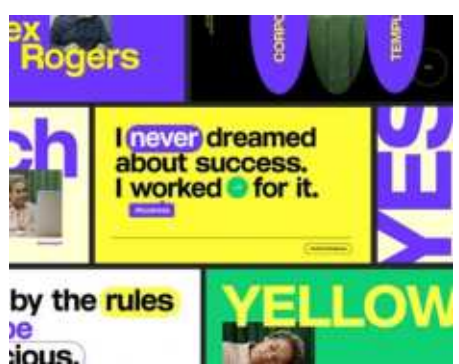 ex
Rogers
CORPO
TEMPL
ch
I never dreamed
about success.
I worked for it.
YES
by the rules
be
cious.
YELLOW